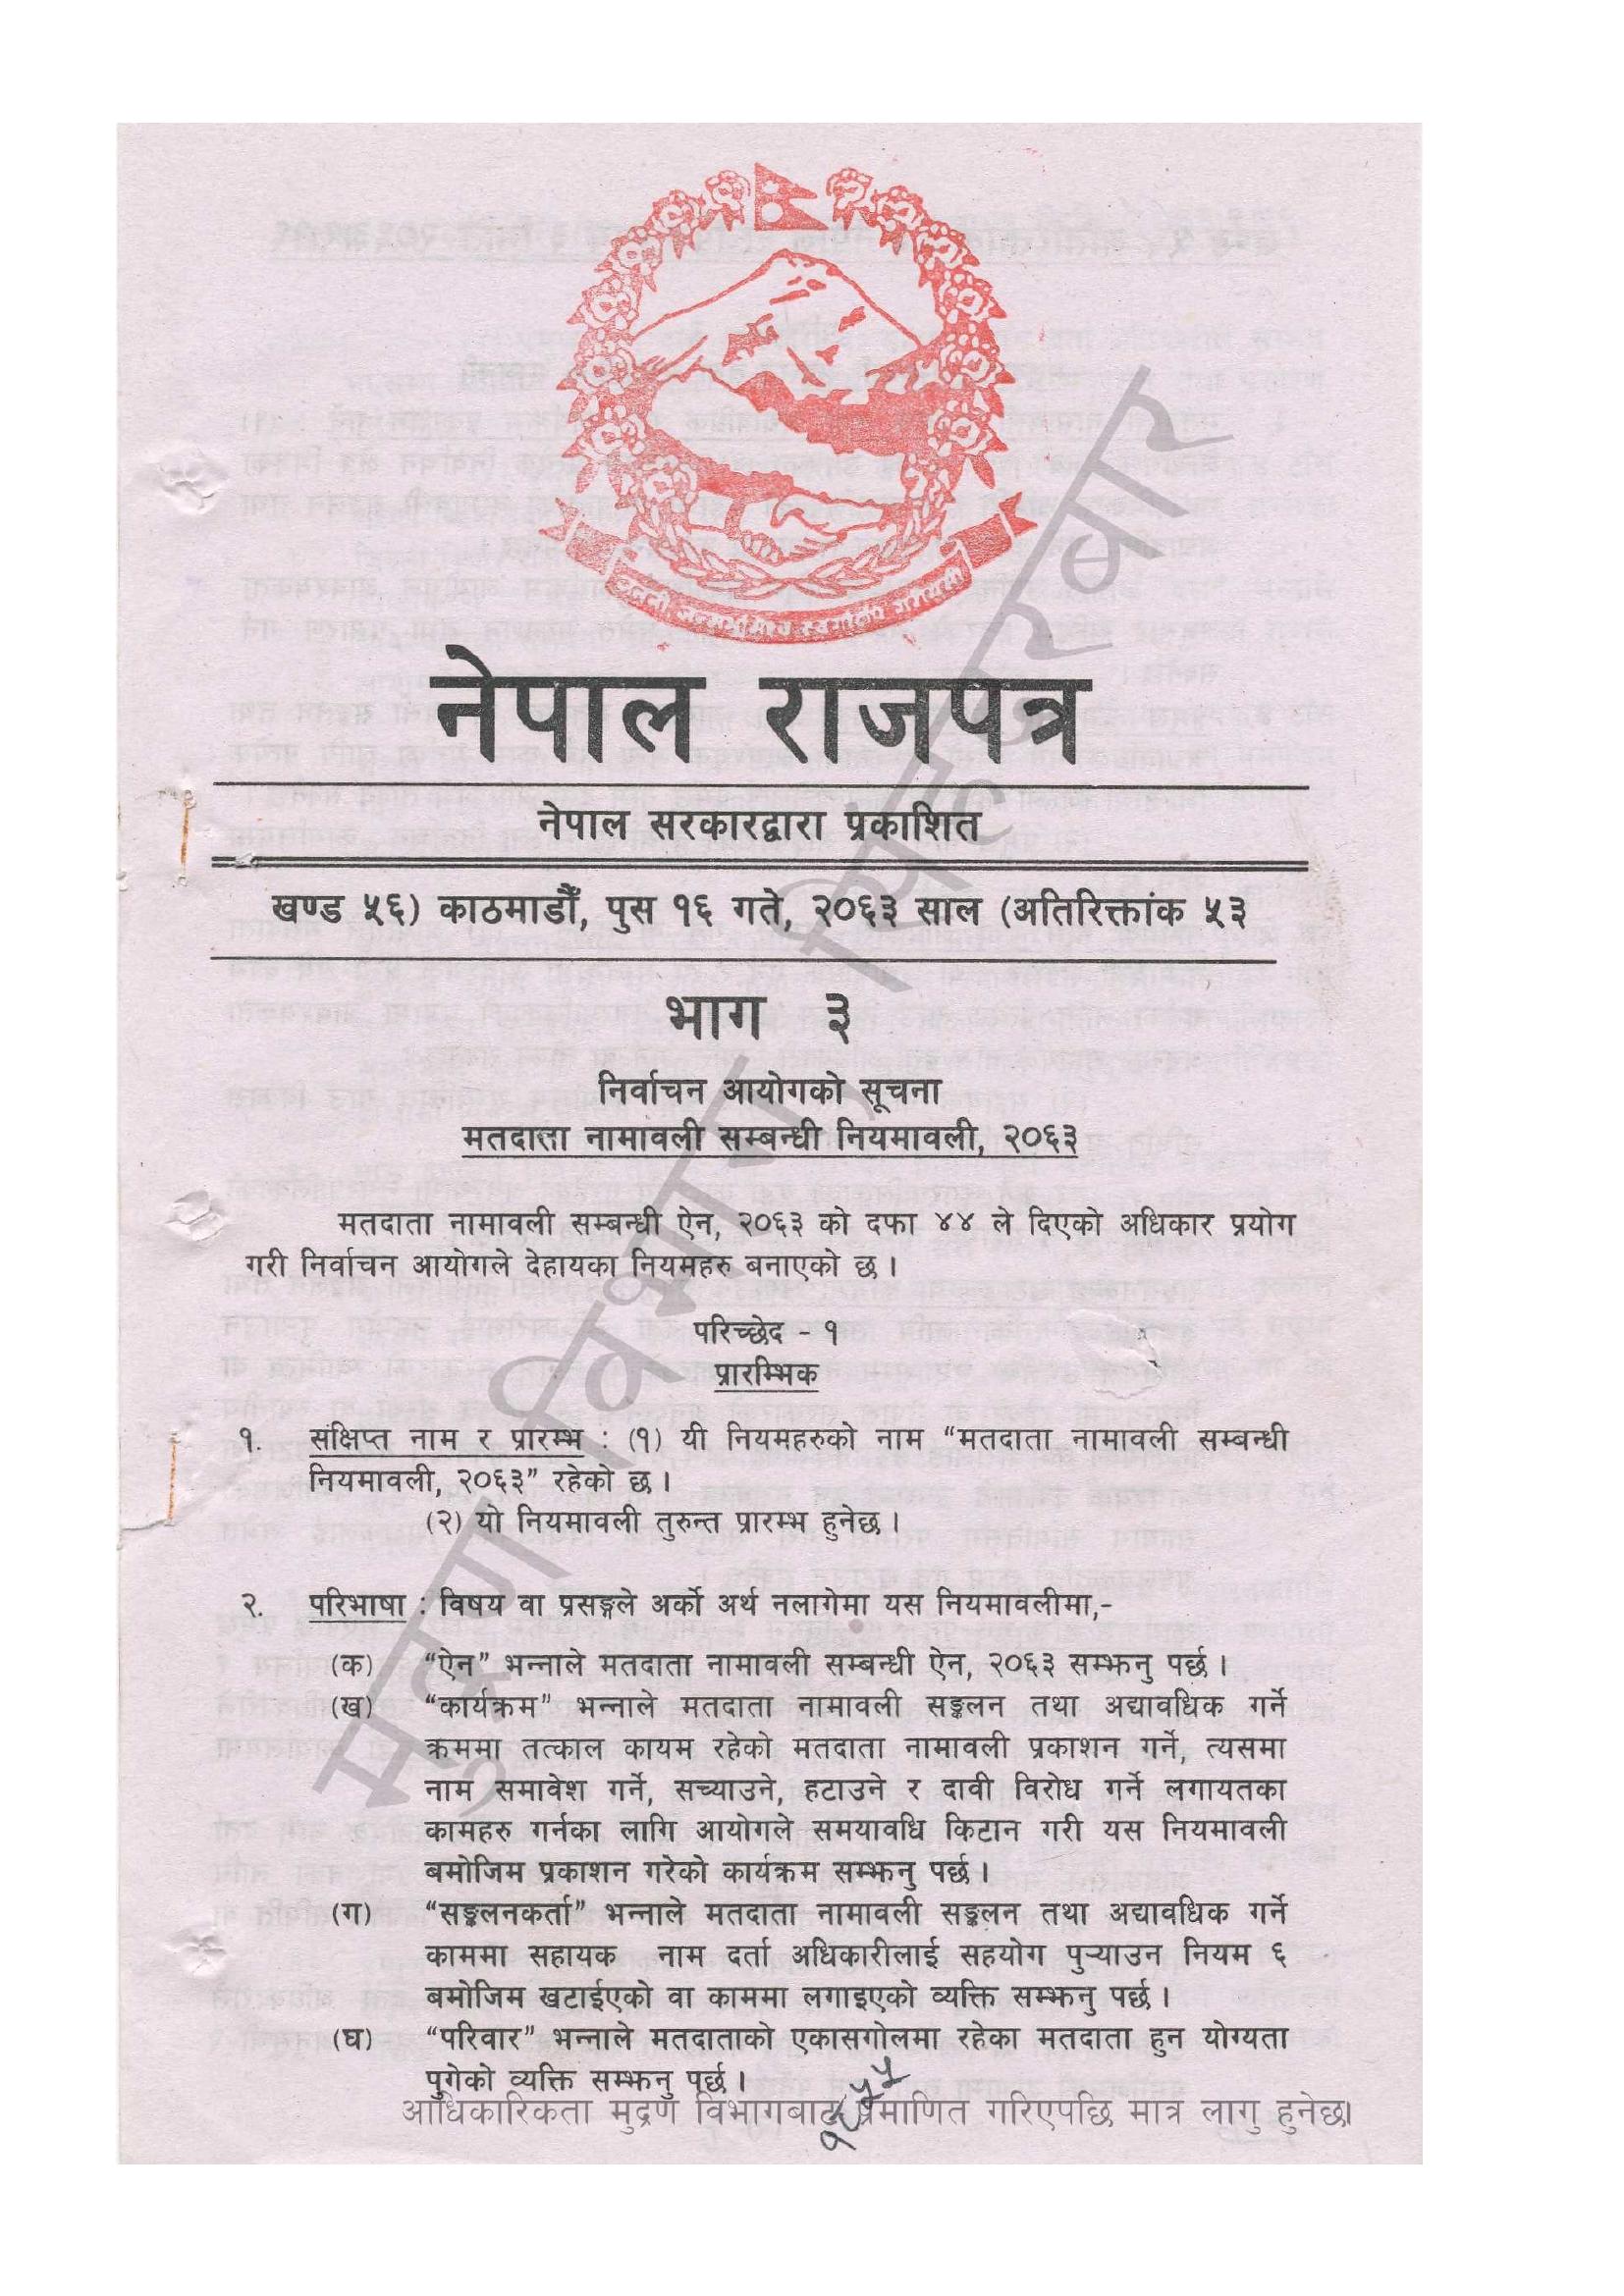 जननी जन्मभूमिश्च स्वर्गादपि गरीयसी
नेपाल राजपत्र
नेपाल सरकारद्वारा प्रकाशित
खण्ड ५६) काठमाडौँ, पुस १६ गते, २०६३ साल (अतिरिक्तांक ५३
भाग ३
निर्वाचन आयोगको सूचना
मतदाता नामावली सम्बन्धी नियमावली, २०६३
मतदाता नामावली सम्बन्धी ऐन, २०६३ को दफा ४४ ले दिएको अधिकार प्रयोग
गरी निर्वाचन आयोगले देहायका नियमहरु बनाएको छ ।
परिच्छेद - १
प्रारम्भिक
१. संक्षिप्त नाम र प्रारम्भ : (१) यी नियमहरुको नाम “मतदाता नामावली सम्बन्धी
नियमावली, २०६३” रहेको छ ।
(२) यो नियमावली तुरुन्त प्रारम्भ हुनेछ ।
२. परिभाषा : विषय वा प्रसङ्गले अर्को अर्थ नलागेमा यस नियमावलीमा,-
(क) “ऐन” भन्नाले मतदाता नामावली सम्बन्धी ऐन, २०६३ सम्झनु पर्छ ।
(ख) “कार्यक्रम” भन्नाले मतदाता नामावली सङ्कलन तथा अद्यावधिक गर्ने
क्रममा तत्काल कायम रहेको मतदाता नामावली प्रकाशन गर्ने, त्यसमा
नाम समावेश गर्ने, सच्याउने, हटाउने र दावी विरोध गर्ने लगायतका
कामहरु गर्नका लागि आयोगले समयावधि किटान गरी यस नियमावली
बमोजिम प्रकाशन गरेको कार्यक्रम सम्झनु पर्छ ।
(ग) “सङ्कलनकर्ता” भन्नाले मतदाता नामावली सङ्कलन तथा अद्यावधिक गर्ने
काममा सहायक नाम दर्ता अधिकारीलाई सहयोग पुऱ्याउन नियम ६
बमोजिम खटाईएको वा काममा लगाइएको व्यक्ति सम्झनु पर्छ ।
(घ) “परिवार” भन्नाले मतदाताको एकासगोलमा रहेका मतदाता हुन योग्यता
पुगेको व्यक्ति सम्झनु पर्छ ।
आधिकारिकता मुद्रण विभागबाट प्रमाणित गरिएपछि मात्र लागु हुनेछ।
मुद्रण विभाग, सिंहदरवार